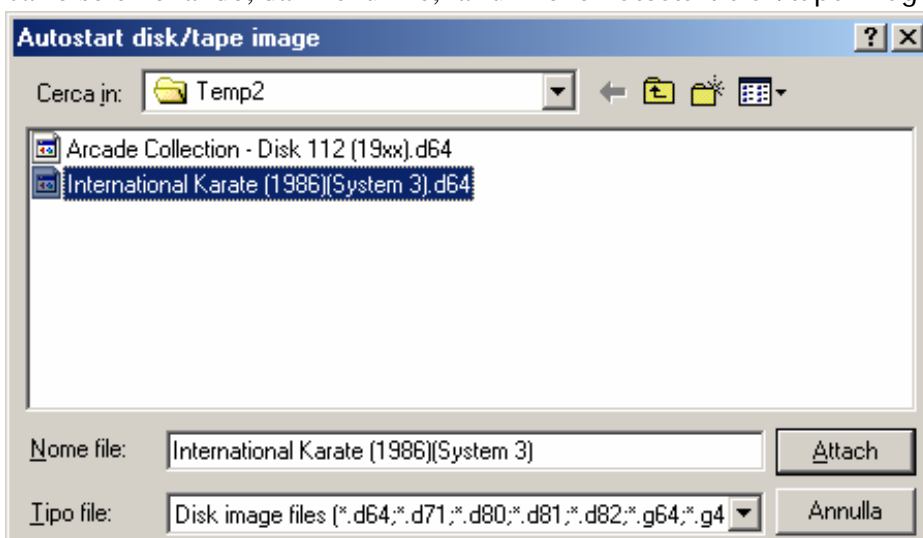 Autostart disk/tape image
Cerca in: Temp2
Arcade Collection - Disk 112 (19xx).d64
International Karate (1986)(System 3).d64
Nome file: International Karate (1986)(System 3) Attach
Tipo file: Disk image files (*.d64;*.d71;*.d80;*.d81;*.d82;*.g64;*.g4 Annulla